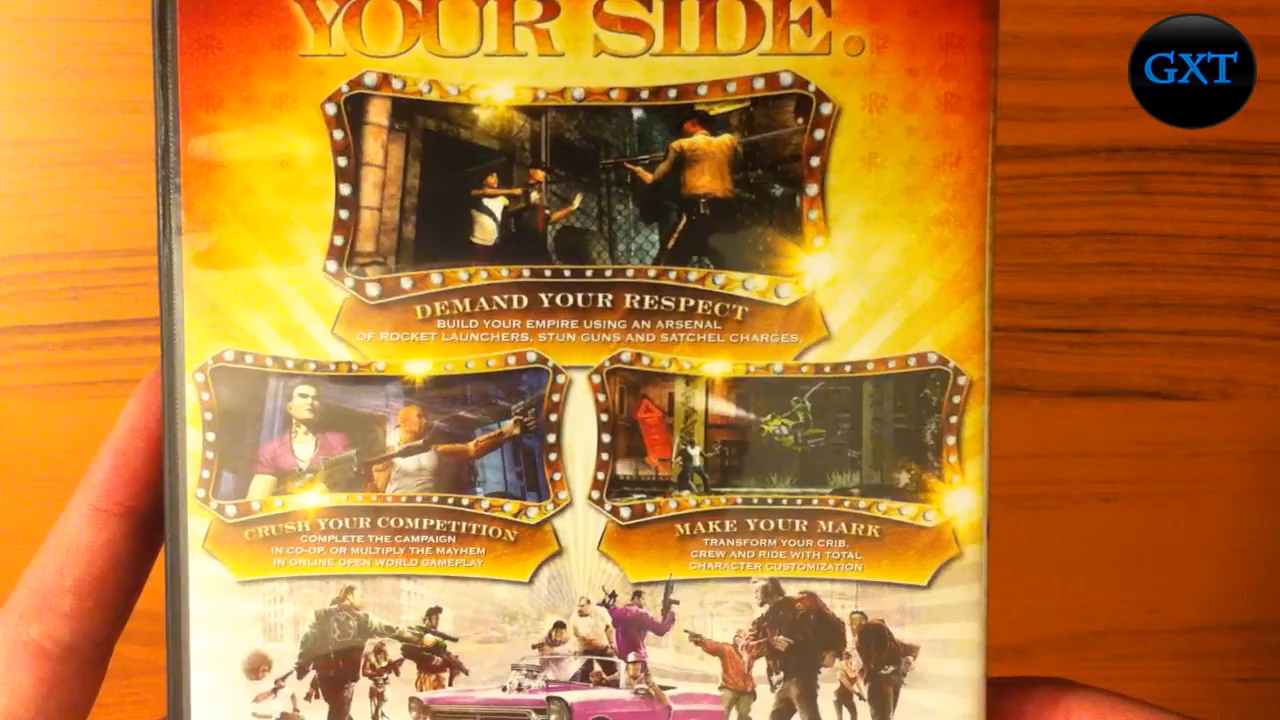 YOUR SIDE.
GXT
DEMAND YOUR RESPECT
BUILD YOUR EMPIRE USING AN ARSENAL
OF ROCKET LAUNCHERS, STUN GUNS AND SATCHEL CHARGES.
CRUSH YOUR COMPETITION
COMPLETE THE CAMPAIGN
IN CO-OP, OR MULTIPLY THE MAYHEM
IN ONLINE OPEN WORLD GAMEPLAY
MAKE YOUR MARK
TRANSFORM YOUR CRIB,
CREW AND RIDE WITH TOTAL
CHARACTER CUSTOMIZATION